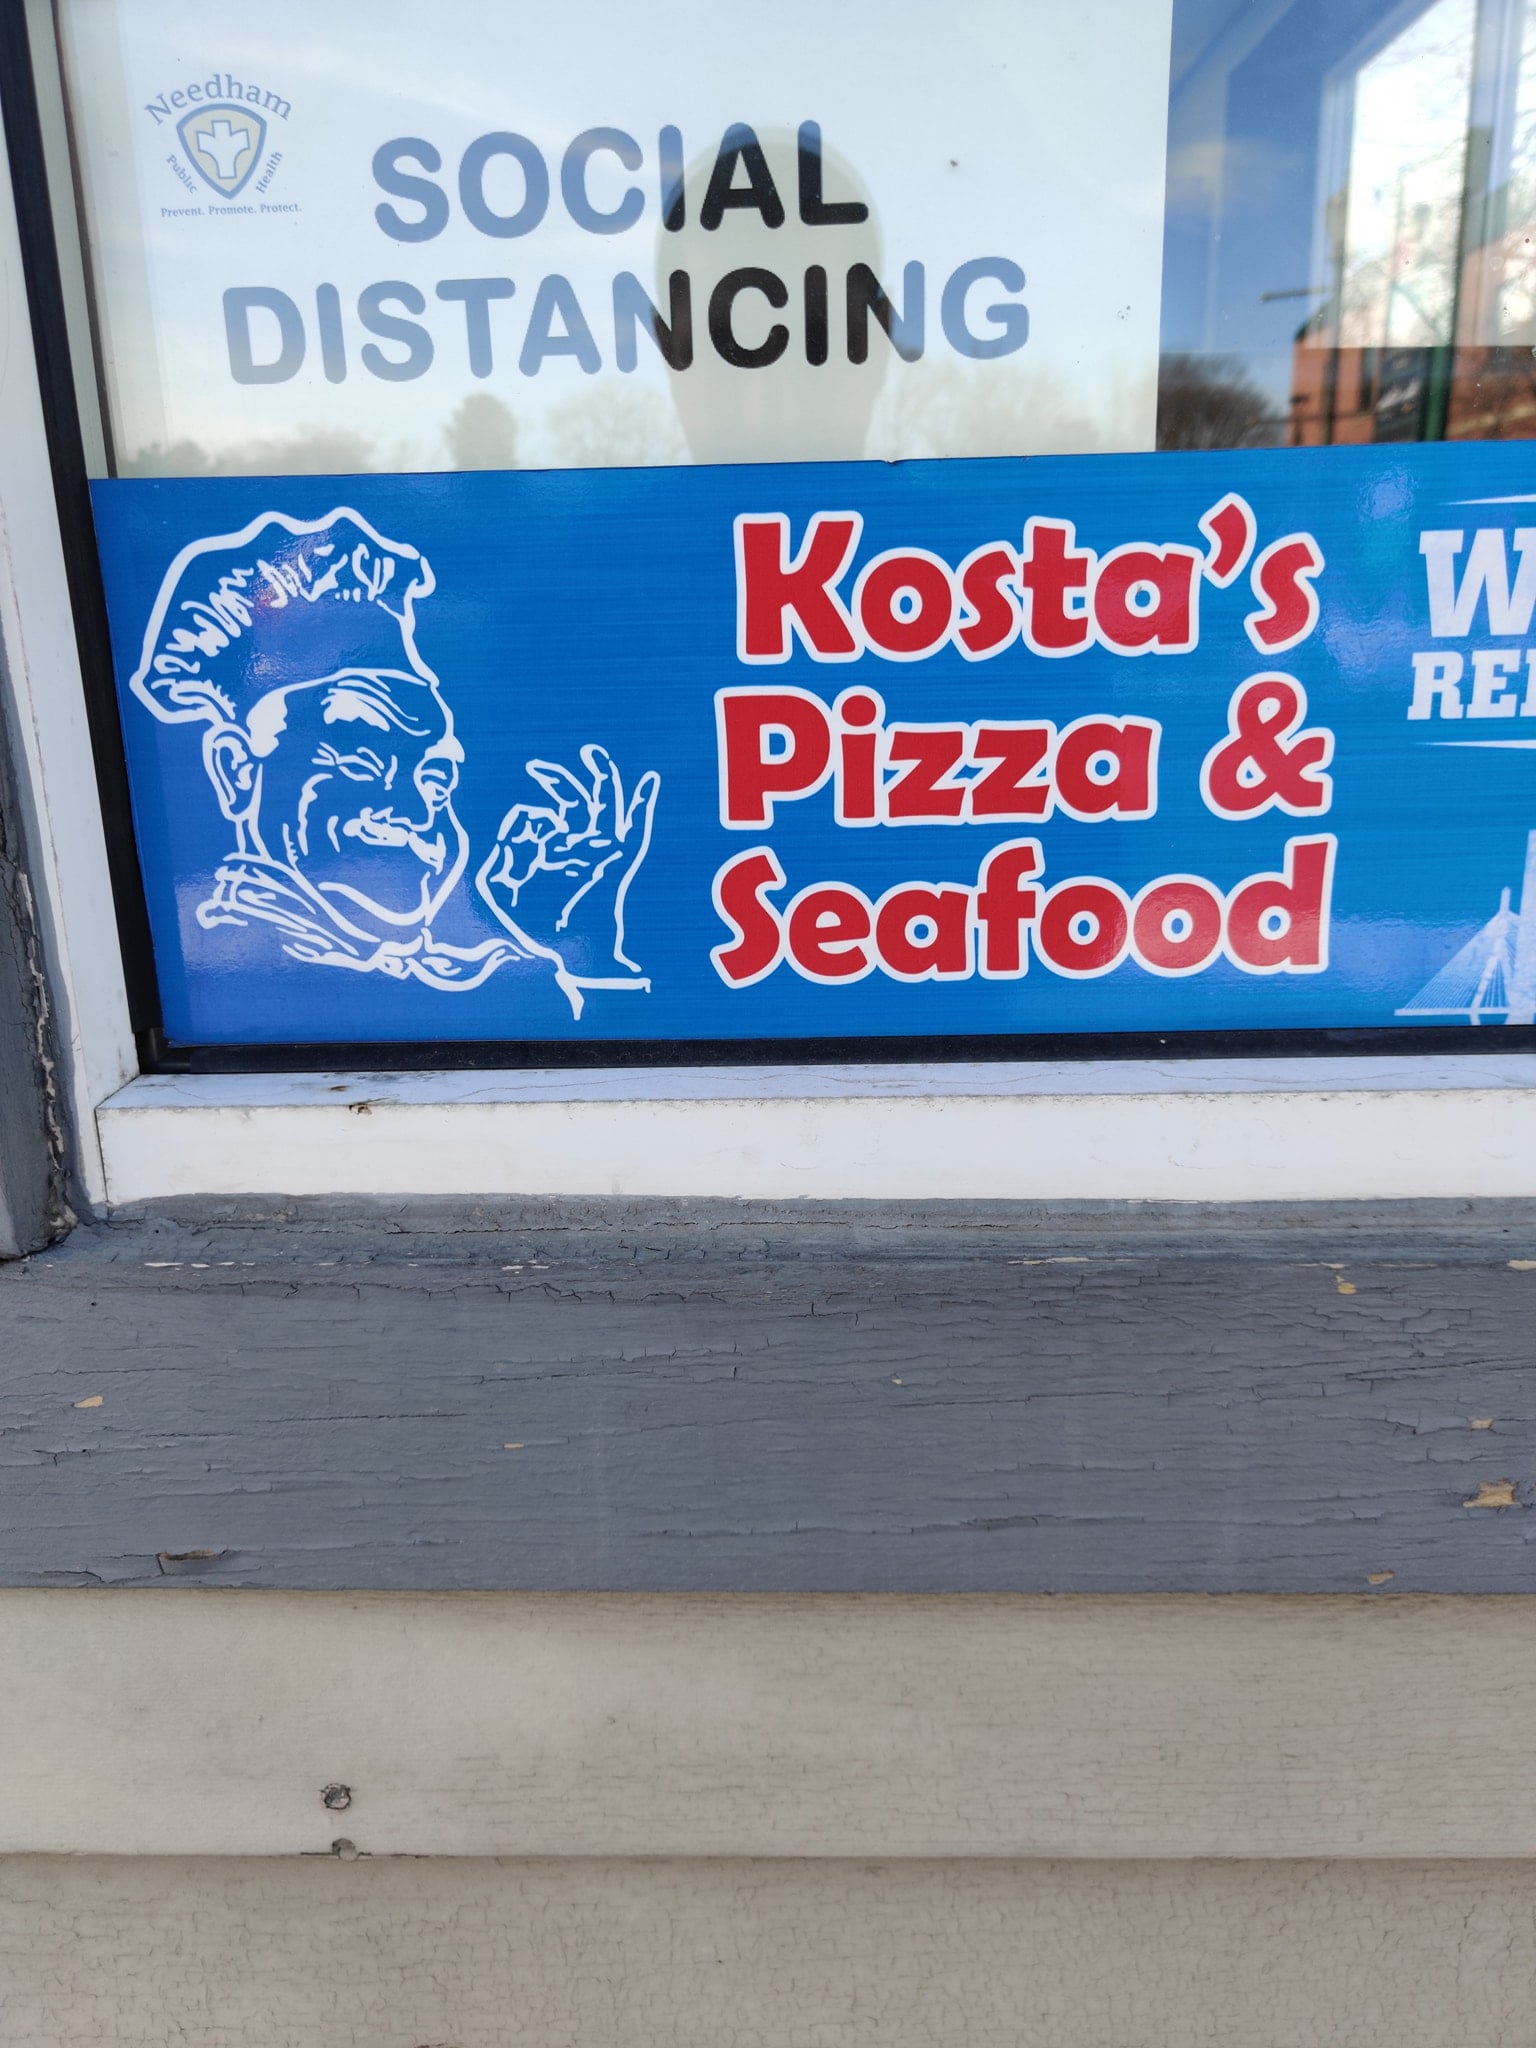 Needham
Public Health
Prevent. Promote. Protect.
SOCIAL
DISTANCING
Kosta's
Pizza &
Seafood